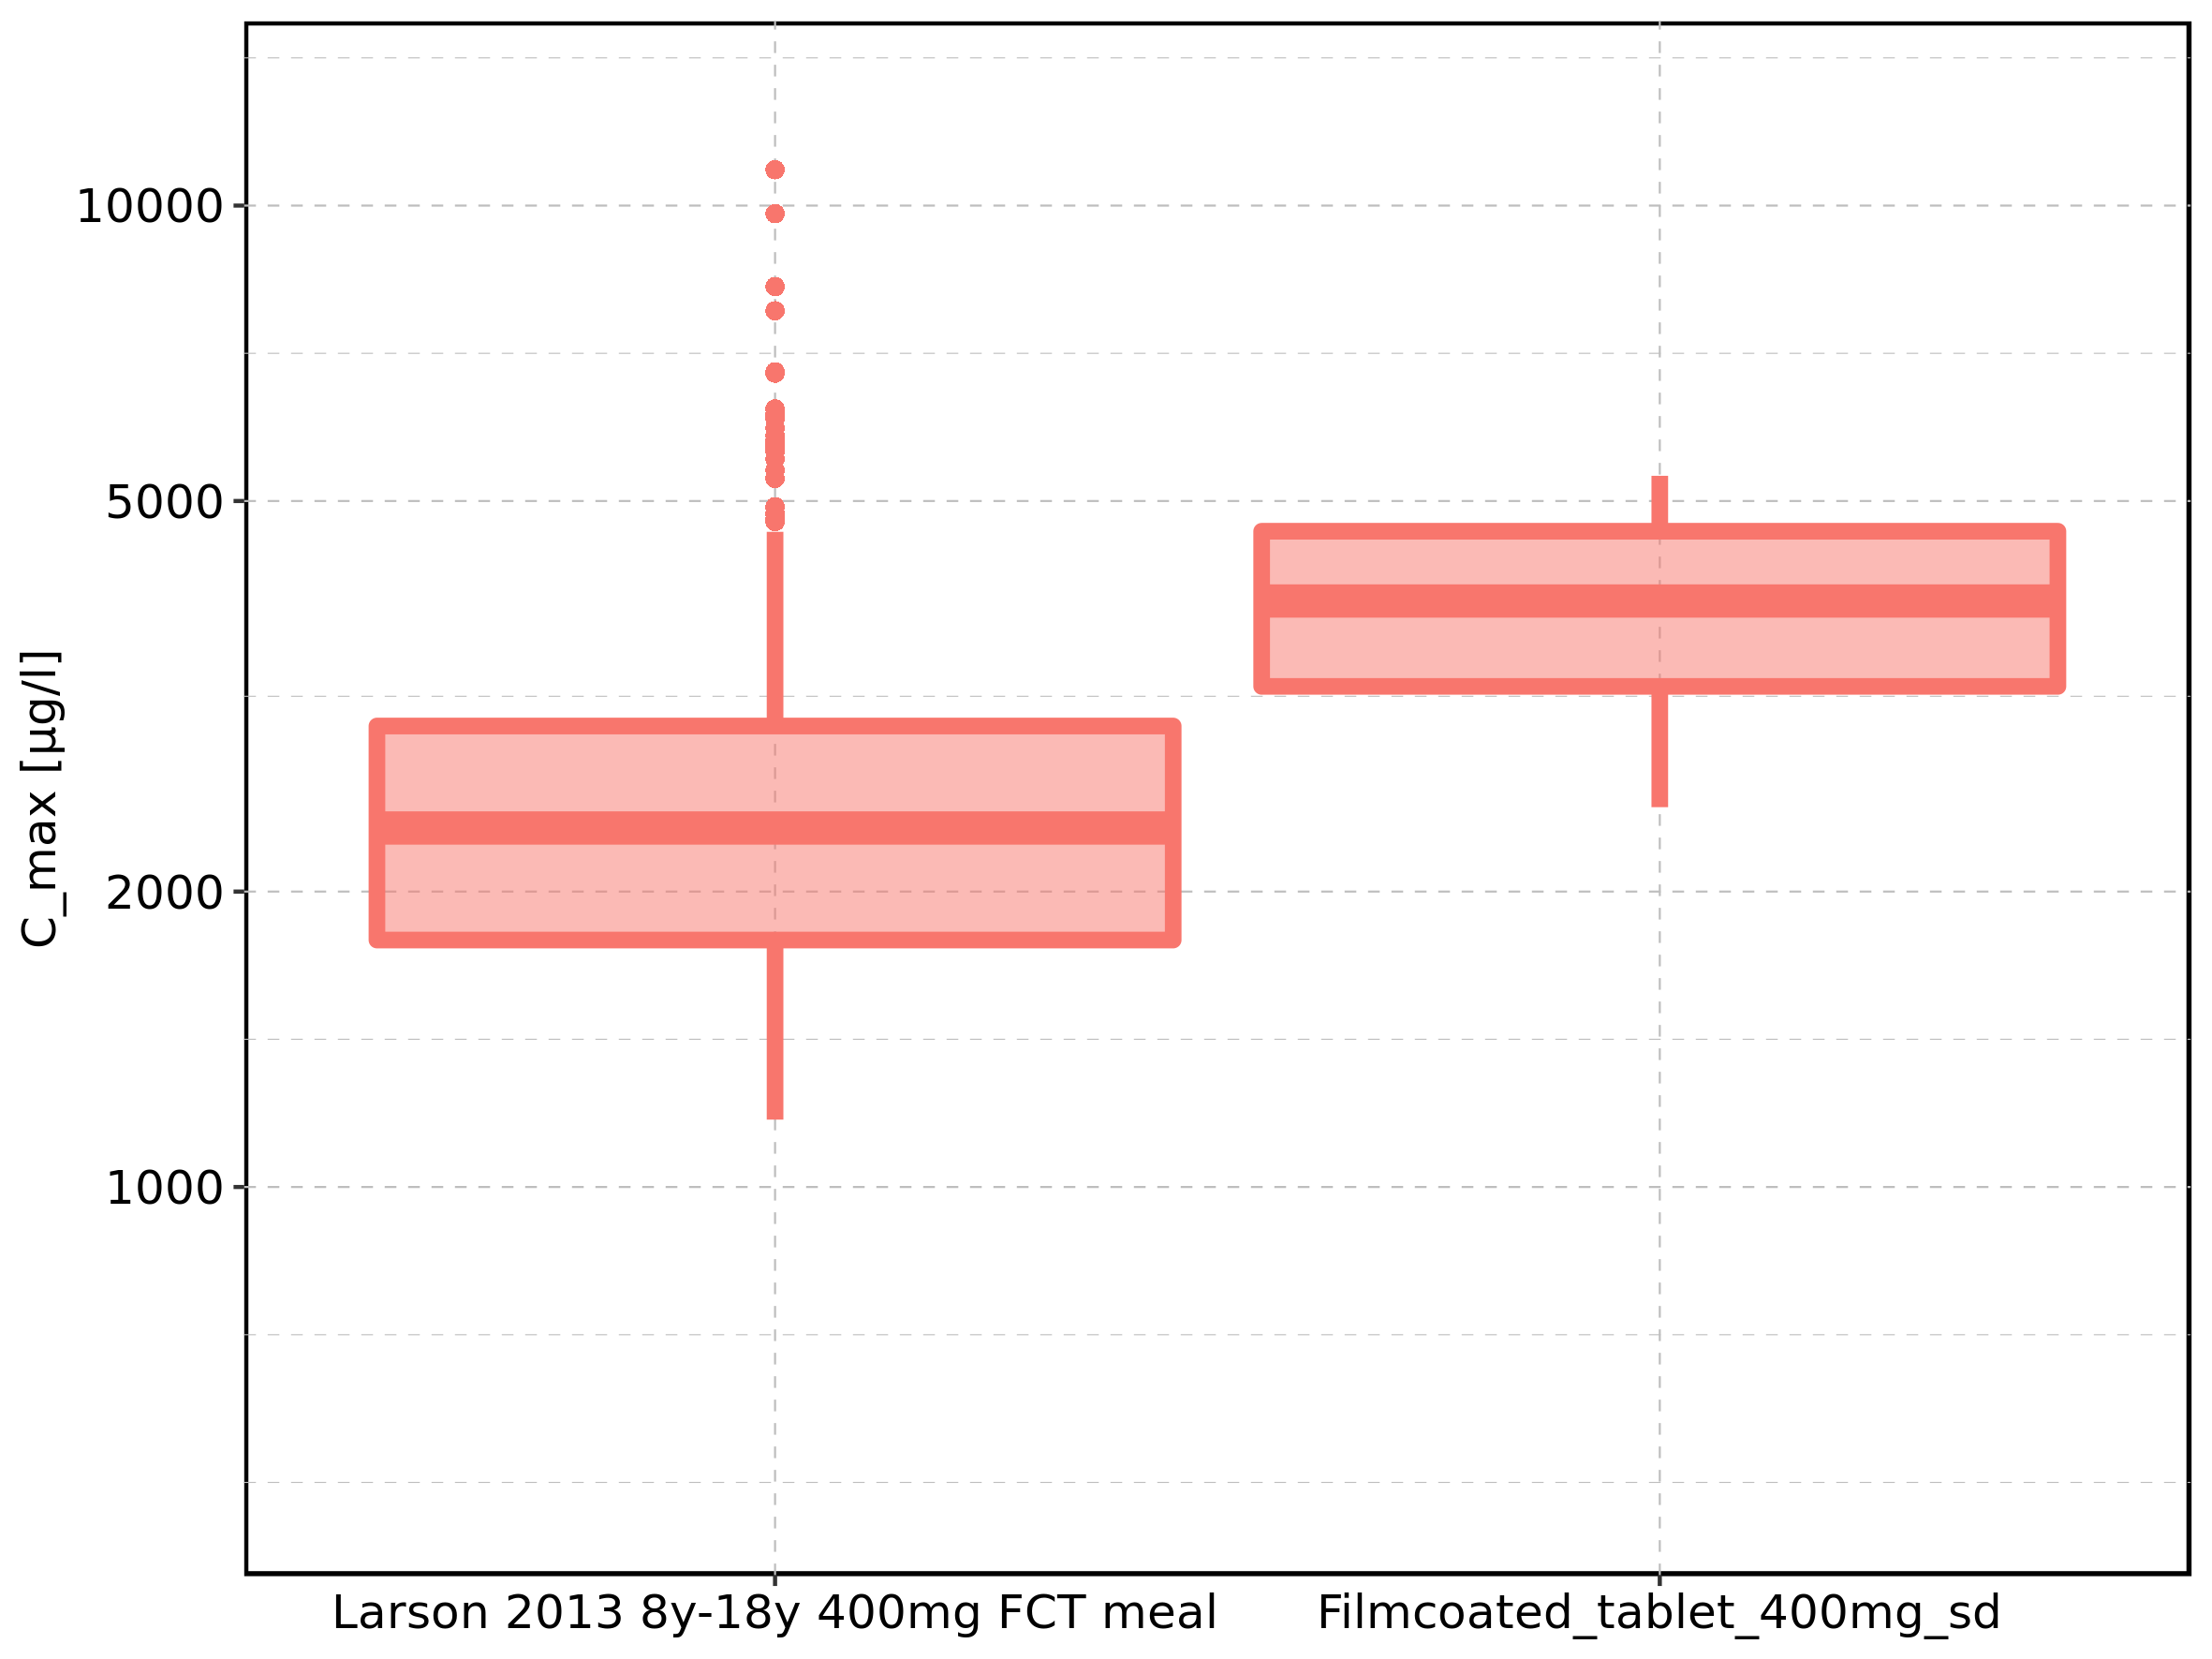 C_max [µg/l]
10000
5000
2000
1000
Larson 2013 8y-18y 400mg FCT meal
Filmcoated_tablet_400mg_sd